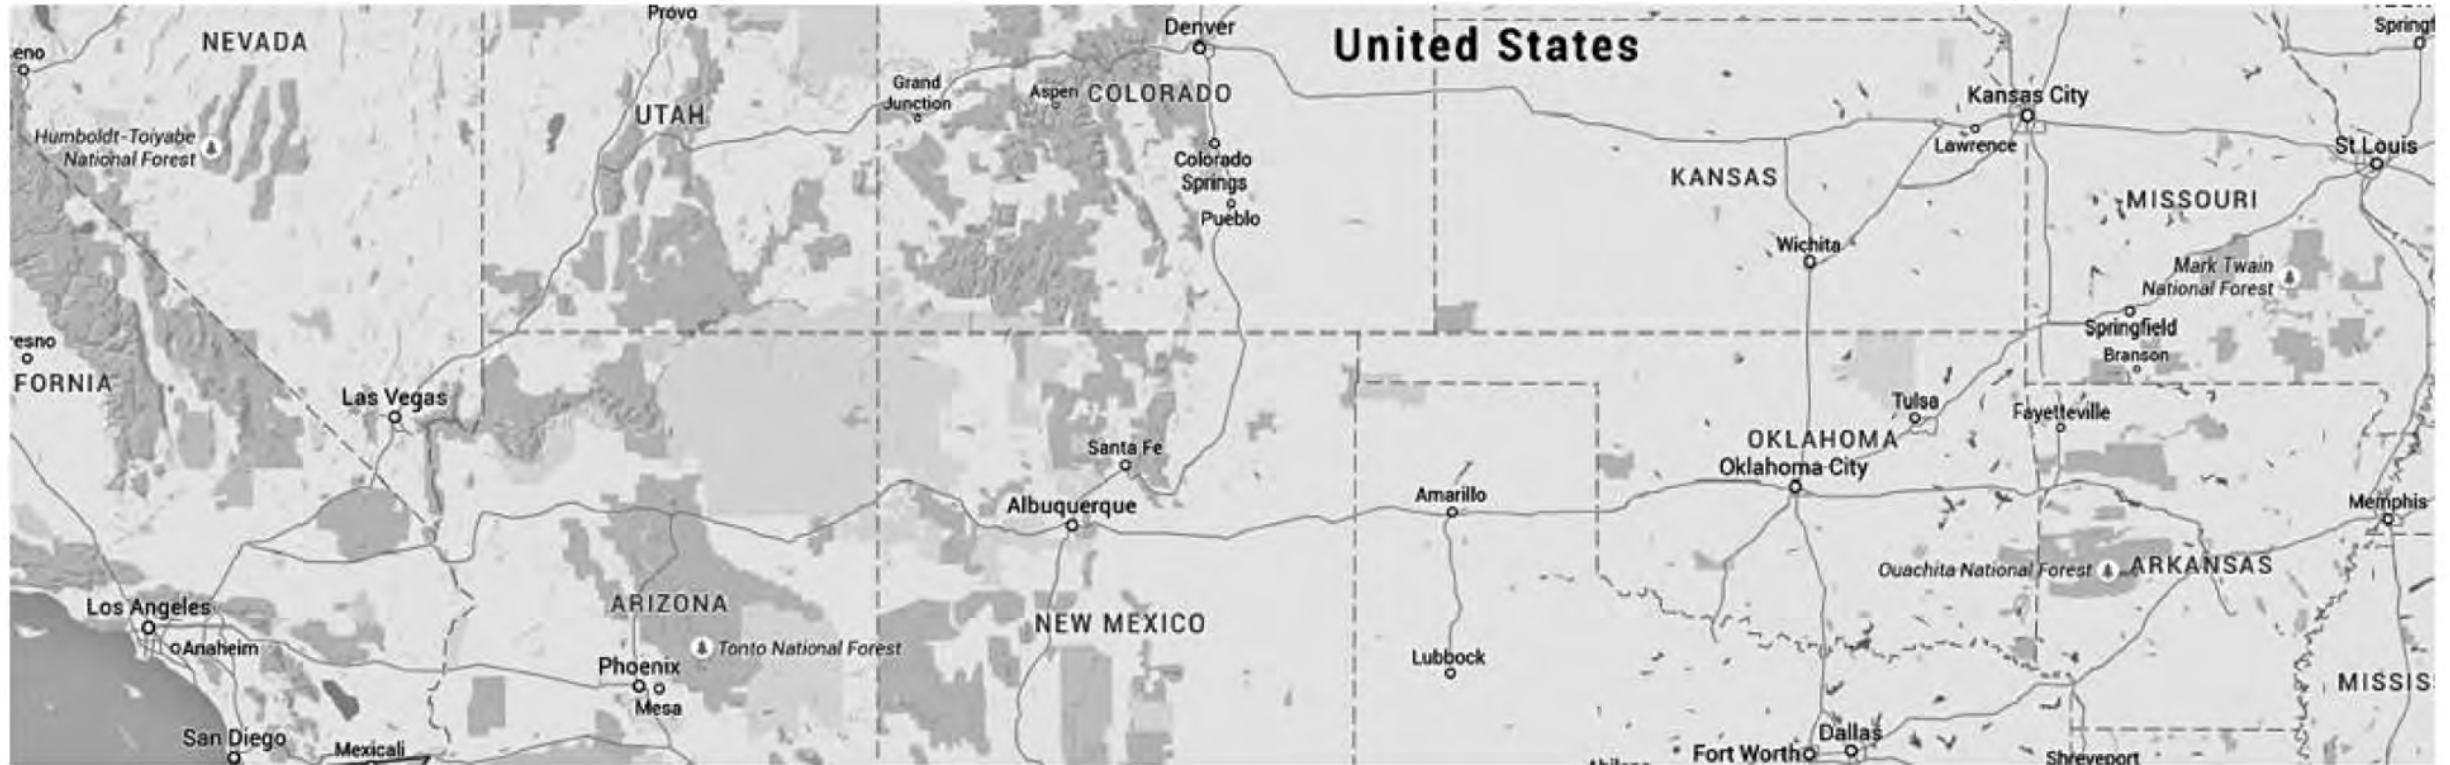 Provo
Springf
Denver
NEVADA
United States
eno
Grand
Junction
Aspen
COLORADO
Kansas City
UTAH
Humboldt-Toiyabe
National Forest
Lawrence
St Louis
Colorado
Springs
KANSAS
MISSOURI
Pueblo
Wichita
Mark Twain
National Forest
Springfield
esno
Branson
FORNIA
Las Vegas
Tulsa
Fayetteville
OKLAHOMA
Santa Fe
Oklahoma City
Amarillo
Albuquerque
Memphis
Ouachita National Forest
ARKANSAS
Los Angeles
ARIZONA
NEW MEXICO
Anaheim
Tonto National Forest
Lubbock
Phoenix
MISSIS
Mesa
San Diego
Mexicali
Dallas
Fort Worth
Shreveport